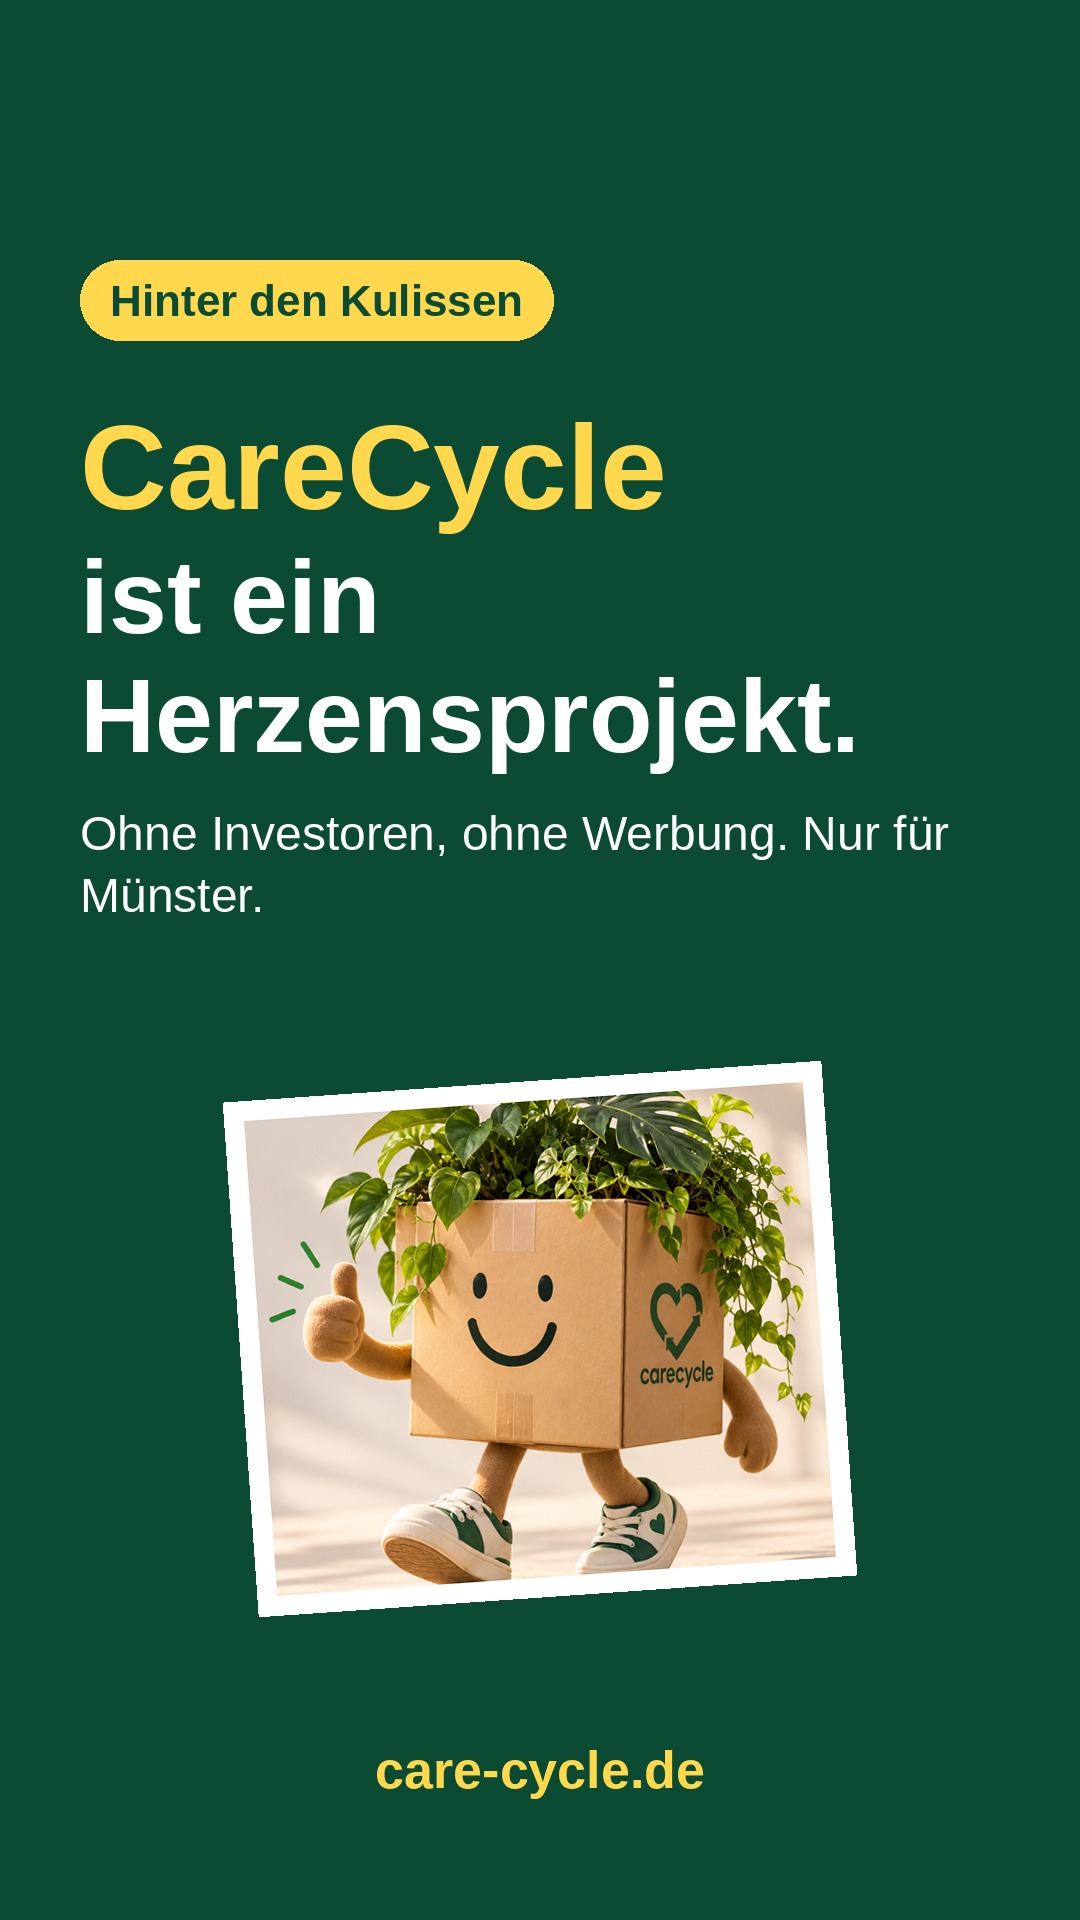 Hinter den Kulissen
CareCycle
ist ein
Herzensprojekt.
Ohne Investoren, ohne Werbung. Nur für
Münster.
carecycle
care-cycle.de